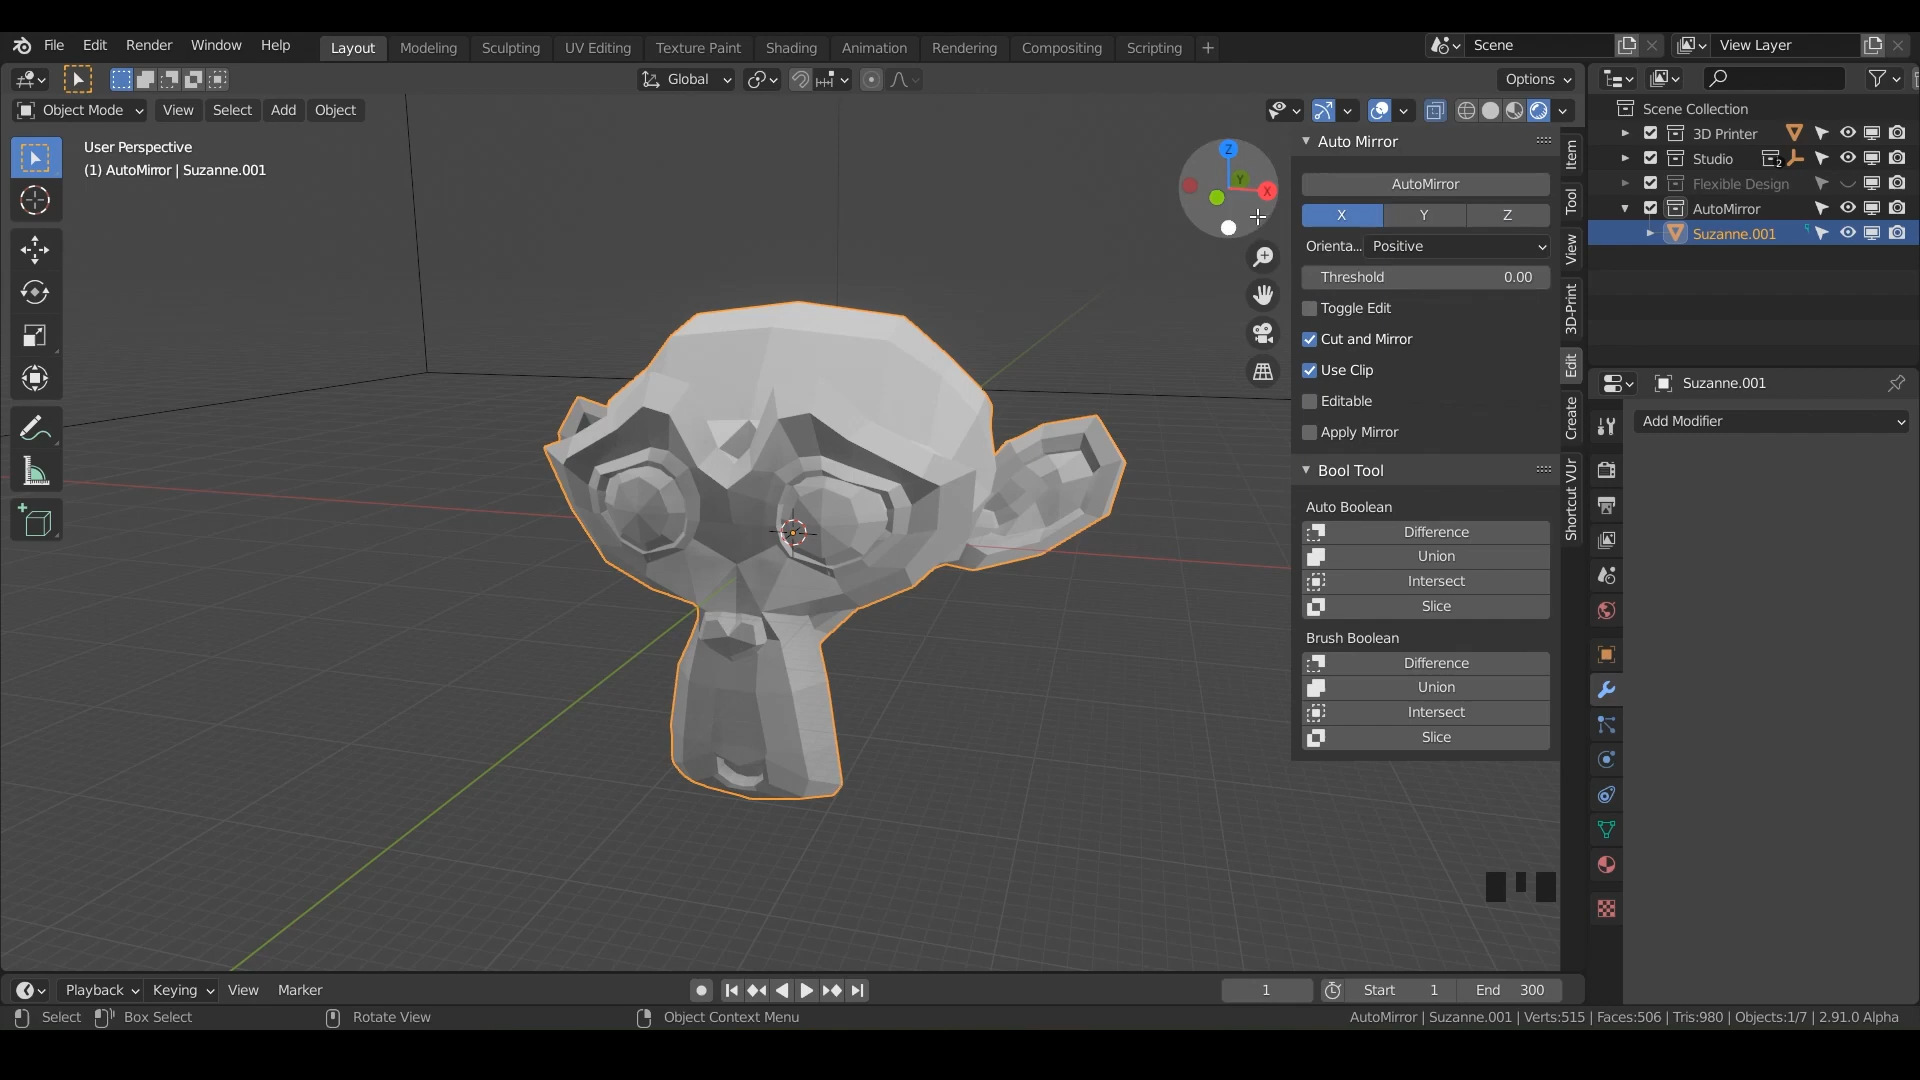 File Edit Render Window Help Layout Modeling Sculpting UV Editing Texture Paint Shading Animation Rendering Compositing Scripting + Scene View Layer
Global Options
Object Mode View Select Add Object
User Perspective
(1) AutoMirror | Suzanne.001
Z
Y
X
Auto Mirror
AutoMirror
X Y Z
Orienta... Positive
Threshold 0.00
Toggle Edit
Cut and Mirror
Use Clip
Editable
Apply Mirror
Bool Tool
Auto Boolean
Difference
Union
Intersect
Slice
Brush Boolean
Difference
Union
Intersect
Slice
Item
Tool
View
3D-Print
Edit
Create
Shortcut VUr
Scene Collection
3D Printer
Studio 2
Flexible Design
AutoMirror
Suzanne.001
Suzanne.001
Add Modifier
Playback Keying View Marker 1 Start 1 End 300
Select Box Select Rotate View Object Context Menu AutoMirror | Suzanne.001 | Verts:515 | Faces:506 | Tris:980 | Objects:1/7 | 2.91.0 Alpha